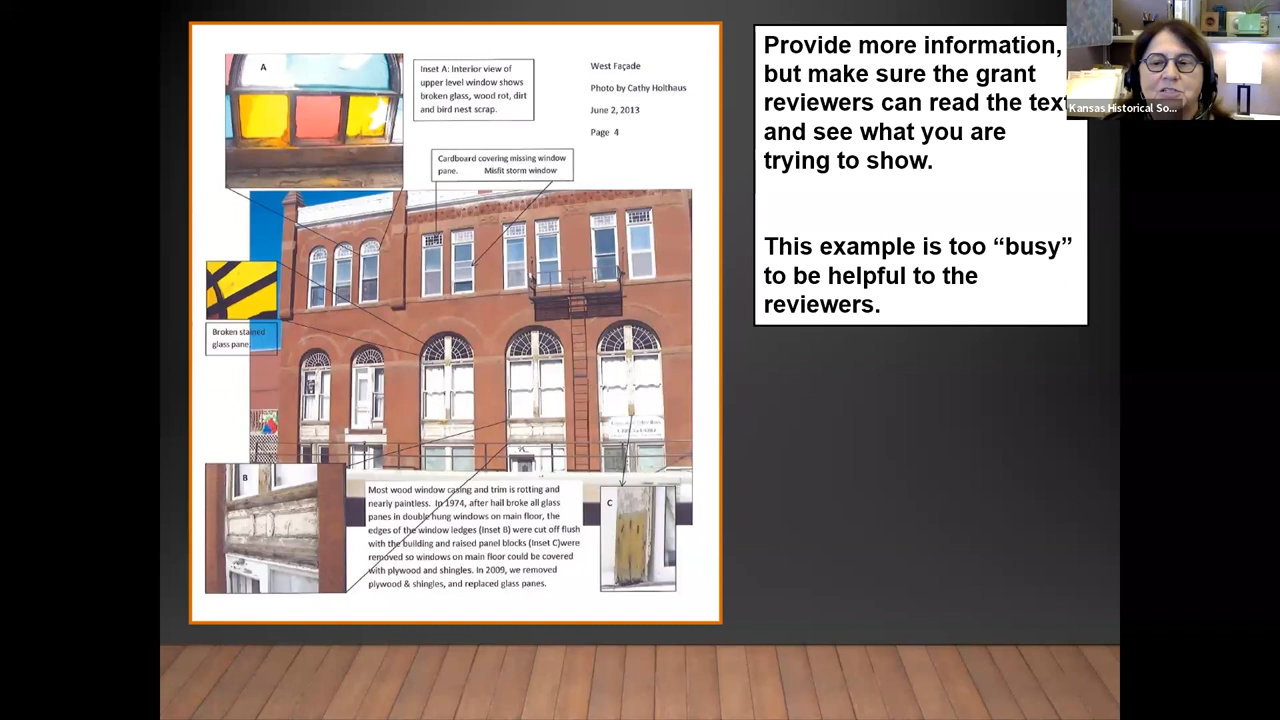 A
Inset A: Interior view of
upper level window shows
broken glass, wood rot, dirt
and bird nest scrap.
West Façade
Photo by Cathy Holthaus
June 2, 2013
Page 4
Cardboard covering missing window
pane. Misfit storm window
Broken stained
glass pane
B
Most wood window casing and trim is rotting and
nearly paintless. In 1974, after hail broke all glass
panes in double hung windows on main floor, the
edges of the window ledges (Inset B) were cut off flush
with the building and raised panel blocks (Inset C)were
removed so windows on main floor could be covered
with plywood and shingles. In 2009, we removed
plywood & shingles, and replaced glass panes.
C
Provide more information,
but make sure the grant
reviewers can read the text
and see what you are
trying to show.
This example is too “busy”
to be helpful to the
reviewers.
Kansas Historical So...